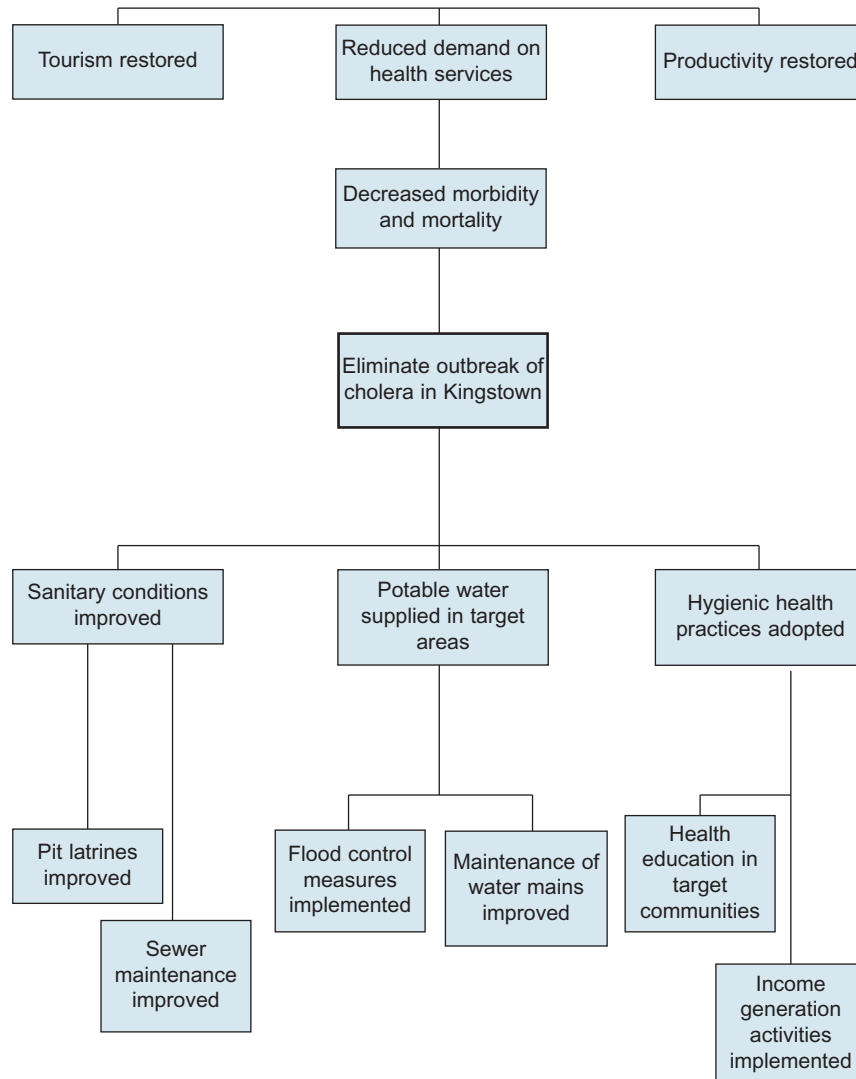 Tourism restored
Reduced demand on
health services
Productivity restored
Decreased morbidity
and mortality
Eliminate outbreak of
cholera in Kingstown
Sanitary conditions
improved
Potable water
supplied in target
areas
Hygienic health
practices adopted
Pit latrines
improved
Sewer
maintenance
improved
Flood control
measures
implemented
Maintenance of
water mains
improved
Health
education in
target
communities
Income
generation
activities
implemented